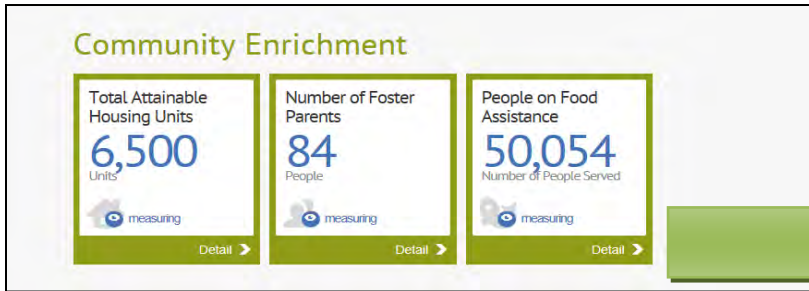 Community Enrichment
Total Attainable
Housing Units
6,500
Units
measuring
Detail
Number of Foster
Parents
84
People
measuring
Detail
People on Food
Assistance
50,054
Number of People Served
measuring
Detail